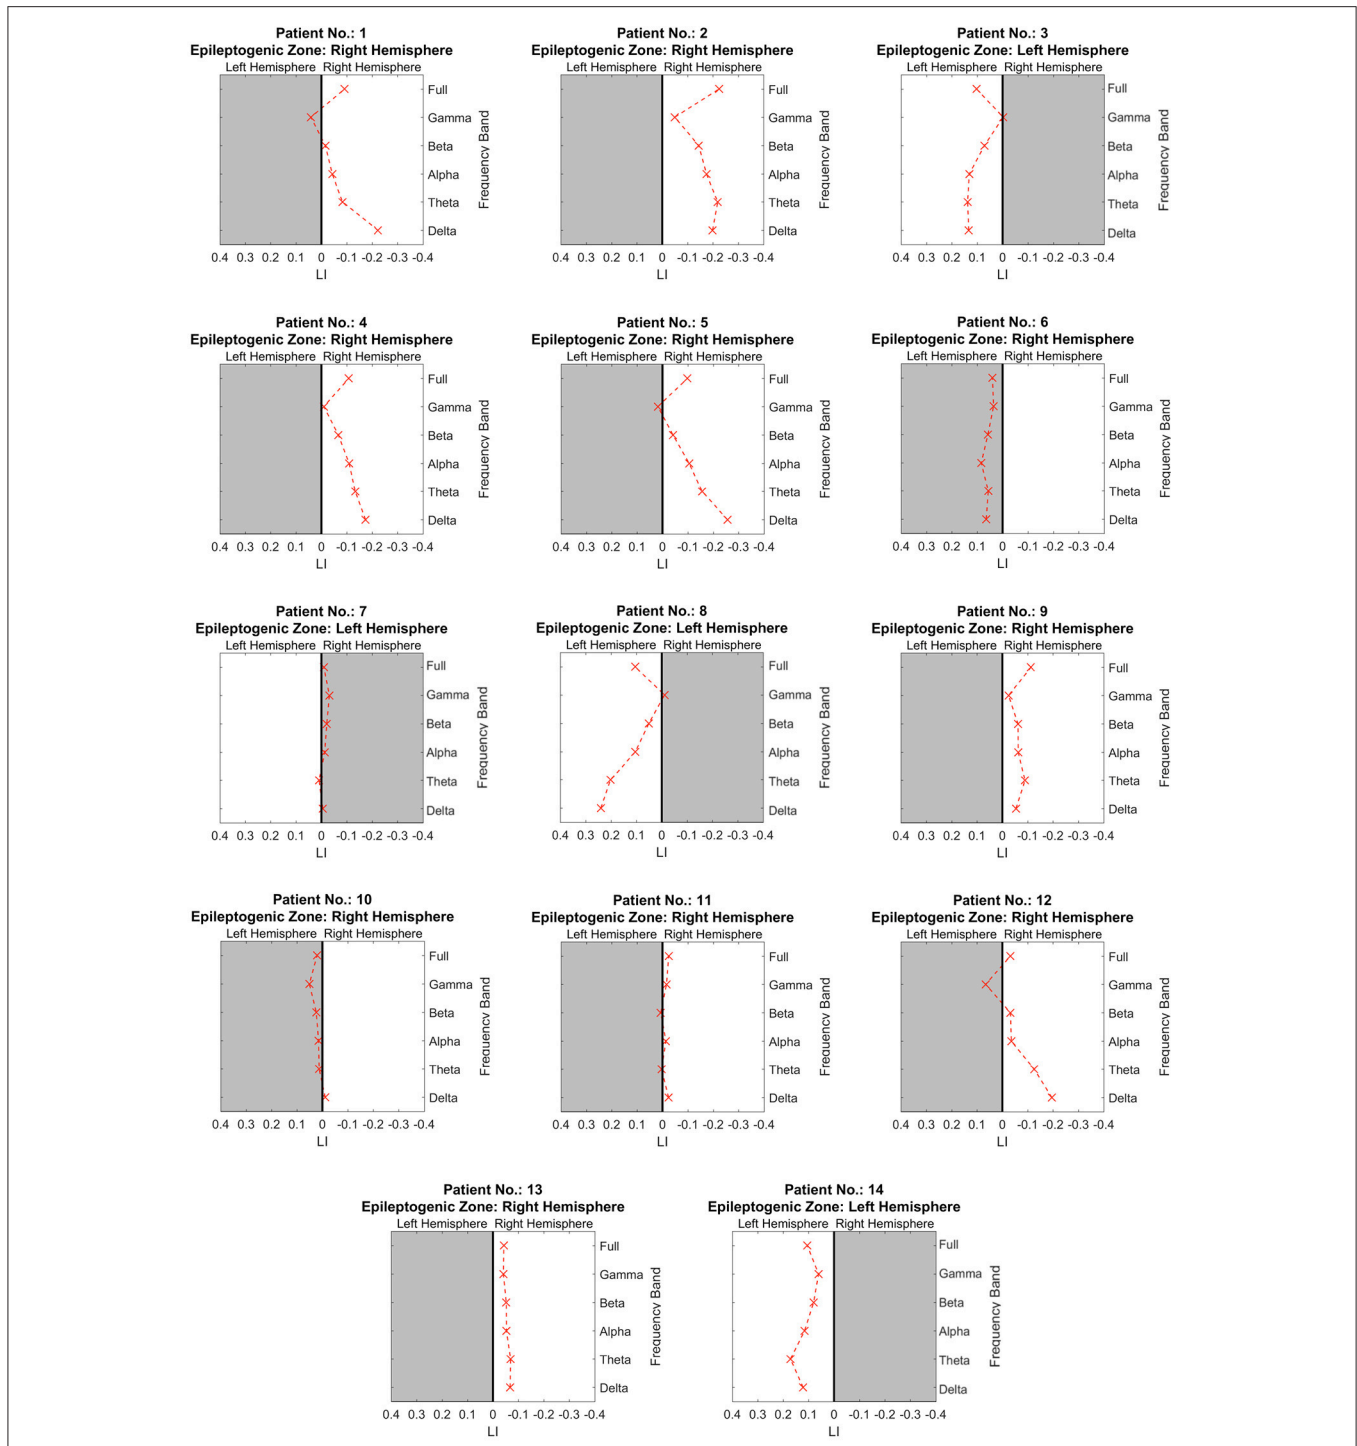 Patient No.: 1
Epileptogenic Zone: Right Hemisphere
Left Hemisphere Right Hemisphere
Full
Gamma
Beta
Alpha
Theta
Delta
Frequency Band
0.4 0.3 0.2 0.1 0 -0.1 -0.2 -0.3 -0.4
LI
Patient No.: 2
Epileptogenic Zone: Right Hemisphere
Left Hemisphere Right Hemisphere
Full
Gamma
Beta
Alpha
Theta
Delta
Frequency Band
0.4 0.3 0.2 0.1 0 -0.1 -0.2 -0.3 -0.4
LI
Patient No.: 3
Epileptogenic Zone: Left Hemisphere
Left Hemisphere Right Hemisphere
Full
Gamma
Beta
Alpha
Theta
Delta
Frequency Band
0.4 0.3 0.2 0.1 0 -0.1 -0.2 -0.3 -0.4
LI
Patient No.: 4
Epileptogenic Zone: Right Hemisphere
Left Hemisphere Right Hemisphere
Full
Gamma
Beta
Alpha
Theta
Delta
Frequency Band
0.4 0.3 0.2 0.1 0 -0.1 -0.2 -0.3 -0.4
LI
Patient No.: 5
Epileptogenic Zone: Right Hemisphere
Left Hemisphere Right Hemisphere
Full
Gamma
Beta
Alpha
Theta
Delta
Frequency Band
0.4 0.3 0.2 0.1 0 -0.1 -0.2 -0.3 -0.4
LI
Patient No.: 6
Epileptogenic Zone: Right Hemisphere
Left Hemisphere Right Hemisphere
Full
Gamma
Beta
Alpha
Theta
Delta
Frequency Band
0.4 0.3 0.2 0.1 0 -0.1 -0.2 -0.3 -0.4
LI
Patient No.: 7
Epileptogenic Zone: Left Hemisphere
Left Hemisphere Right Hemisphere
Full
Gamma
Beta
Alpha
Theta
Delta
Frequency Band
0.4 0.3 0.2 0.1 0 -0.1 -0.2 -0.3 -0.4
LI
Patient No.: 8
Epileptogenic Zone: Left Hemisphere
Left Hemisphere Right Hemisphere
Full
Gamma
Beta
Alpha
Theta
Delta
Frequency Band
0.4 0.3 0.2 0.1 0 -0.1 -0.2 -0.3 -0.4
LI
Patient No.: 9
Epileptogenic Zone: Right Hemisphere
Left Hemisphere Right Hemisphere
Full
Gamma
Beta
Alpha
Theta
Delta
Frequency Band
0.4 0.3 0.2 0.1 0 -0.1 -0.2 -0.3 -0.4
LI
Patient No.: 10
Epileptogenic Zone: Right Hemisphere
Left Hemisphere Right Hemisphere
Full
Gamma
Beta
Alpha
Theta
Delta
Frequency Band
0.4 0.3 0.2 0.1 0 -0.1 -0.2 -0.3 -0.4
LI
Patient No.: 11
Epileptogenic Zone: Right Hemisphere
Left Hemisphere Right Hemisphere
Full
Gamma
Beta
Alpha
Theta
Delta
Frequency Band
0.4 0.3 0.2 0.1 0 -0.1 -0.2 -0.3 -0.4
LI
Patient No.: 12
Epileptogenic Zone: Right Hemisphere
Left Hemisphere Right Hemisphere
Full
Gamma
Beta
Alpha
Theta
Delta
Frequency Band
0.4 0.3 0.2 0.1 0 -0.1 -0.2 -0.3 -0.4
LI
Patient No.: 13
Epileptogenic Zone: Right Hemisphere
Left Hemisphere Right Hemisphere
Full
Gamma
Beta
Alpha
Theta
Delta
Frequency Band
0.4 0.3 0.2 0.1 0 -0.1 -0.2 -0.3 -0.4
LI
Patient No.: 14
Epileptogenic Zone: Left Hemisphere
Left Hemisphere Right Hemisphere
Full
Gamma
Beta
Alpha
Theta
Delta
Frequency Band
0.4 0.3 0.2 0.1 0 -0.1 -0.2 -0.3 -0.4
LI